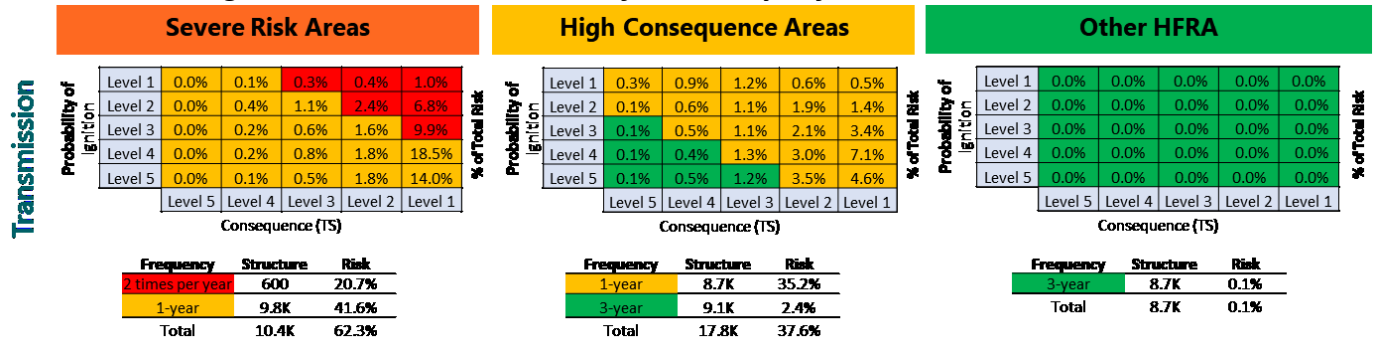 Severe Risk Areas
High Consequence Areas
Other HFRA
Transmission
Probability of Ignition
Level 1 0.0% 0.1% 0.3% 0.4% 1.0%
Level 2 0.0% 0.4% 1.1% 2.4% 6.8%
Level 3 0.0% 0.2% 0.6% 1.6% 9.9%
Level 4 0.0% 0.2% 0.8% 1.8% 18.5%
Level 5 0.0% 0.1% 0.5% 1.8% 14.0%
Level 5 Level 4 Level 3 Level 2 Level 1
Consequence (TS)
% of Total Risk
Probability of Ignition
Level 1 0.3% 0.9% 1.2% 0.6% 0.5%
Level 2 0.1% 0.6% 1.1% 1.9% 1.4%
Level 3 0.1% 0.5% 1.1% 2.1% 3.4%
Level 4 0.1% 0.4% 1.3% 3.0% 7.1%
Level 5 0.1% 0.5% 1.2% 3.5% 4.6%
Level 5 Level 4 Level 3 Level 2 Level 1
Consequence (TS)
% of Total Risk
Probability of Ignition
Level 1 0.0% 0.0% 0.0% 0.0% 0.0%
Level 2 0.0% 0.0% 0.0% 0.0% 0.0%
Level 3 0.0% 0.0% 0.0% 0.0% 0.0%
Level 4 0.0% 0.0% 0.0% 0.0% 0.0%
Level 5 0.0% 0.0% 0.0% 0.0% 0.0%
Level 5 Level 4 Level 3 Level 2 Level 1
Consequence (TS)
% of Total Risk
Frequency Structure Risk
2 times per year 600 20.7%
1-year 9.8K 41.6%
Total 10.4K 62.3%
Frequency Structure Risk
1-year 8.7K 35.2%
3-year 9.1K 2.4%
Total 17.8K 37.6%
Frequency Structure Risk
3-year 8.7K 0.1%
Total 8.7K 0.1%